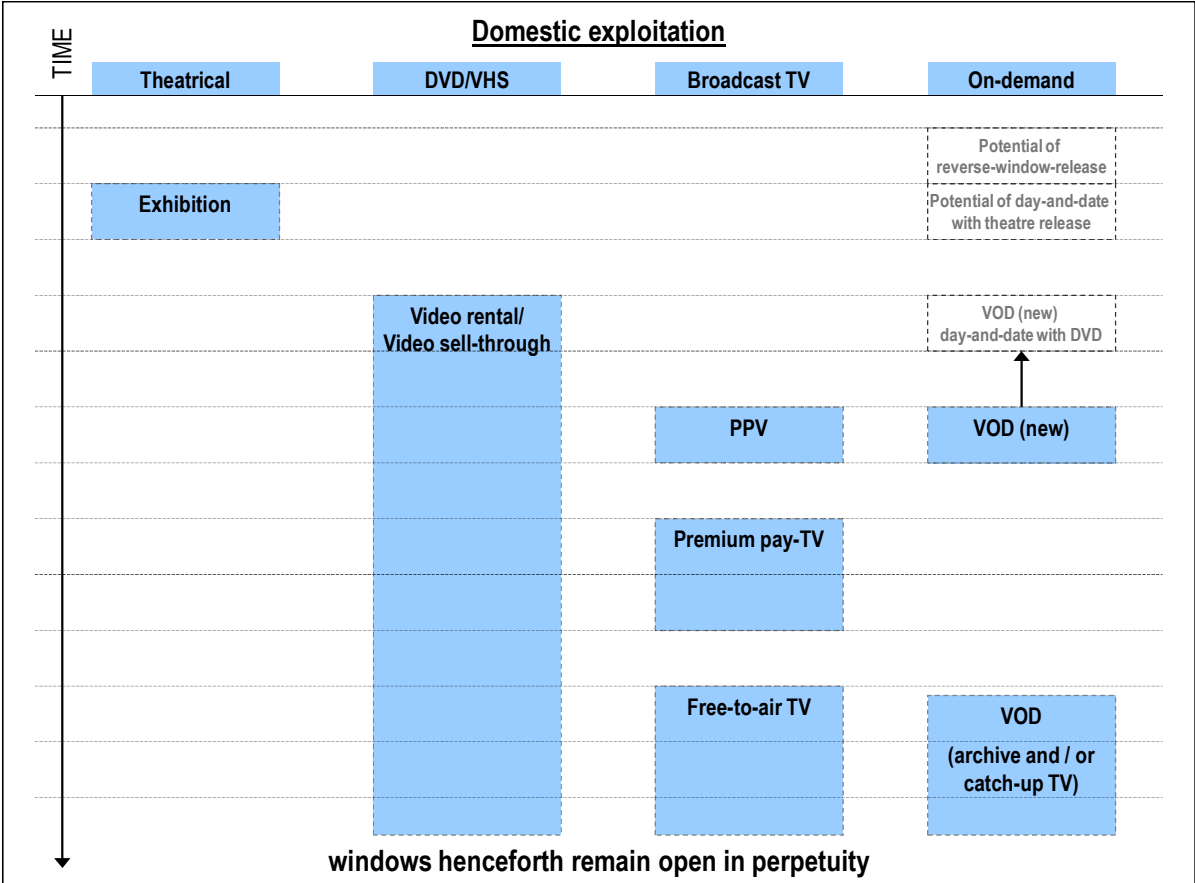 Domestic exploitation
TIME
Theatrical
DVD/VHS
Broadcast TV
On-demand
Potential of
reverse-window-release
Exhibition
Potential of day-and-date
with theatre release
Video rental/
Video sell-through
VOD (new)
day-and-date with DVD
PPV
VOD (new)
Premium pay-TV
Free-to-air TV
VOD
(archive and / or
catch-up TV)
windows henceforth remain open in perpetuity